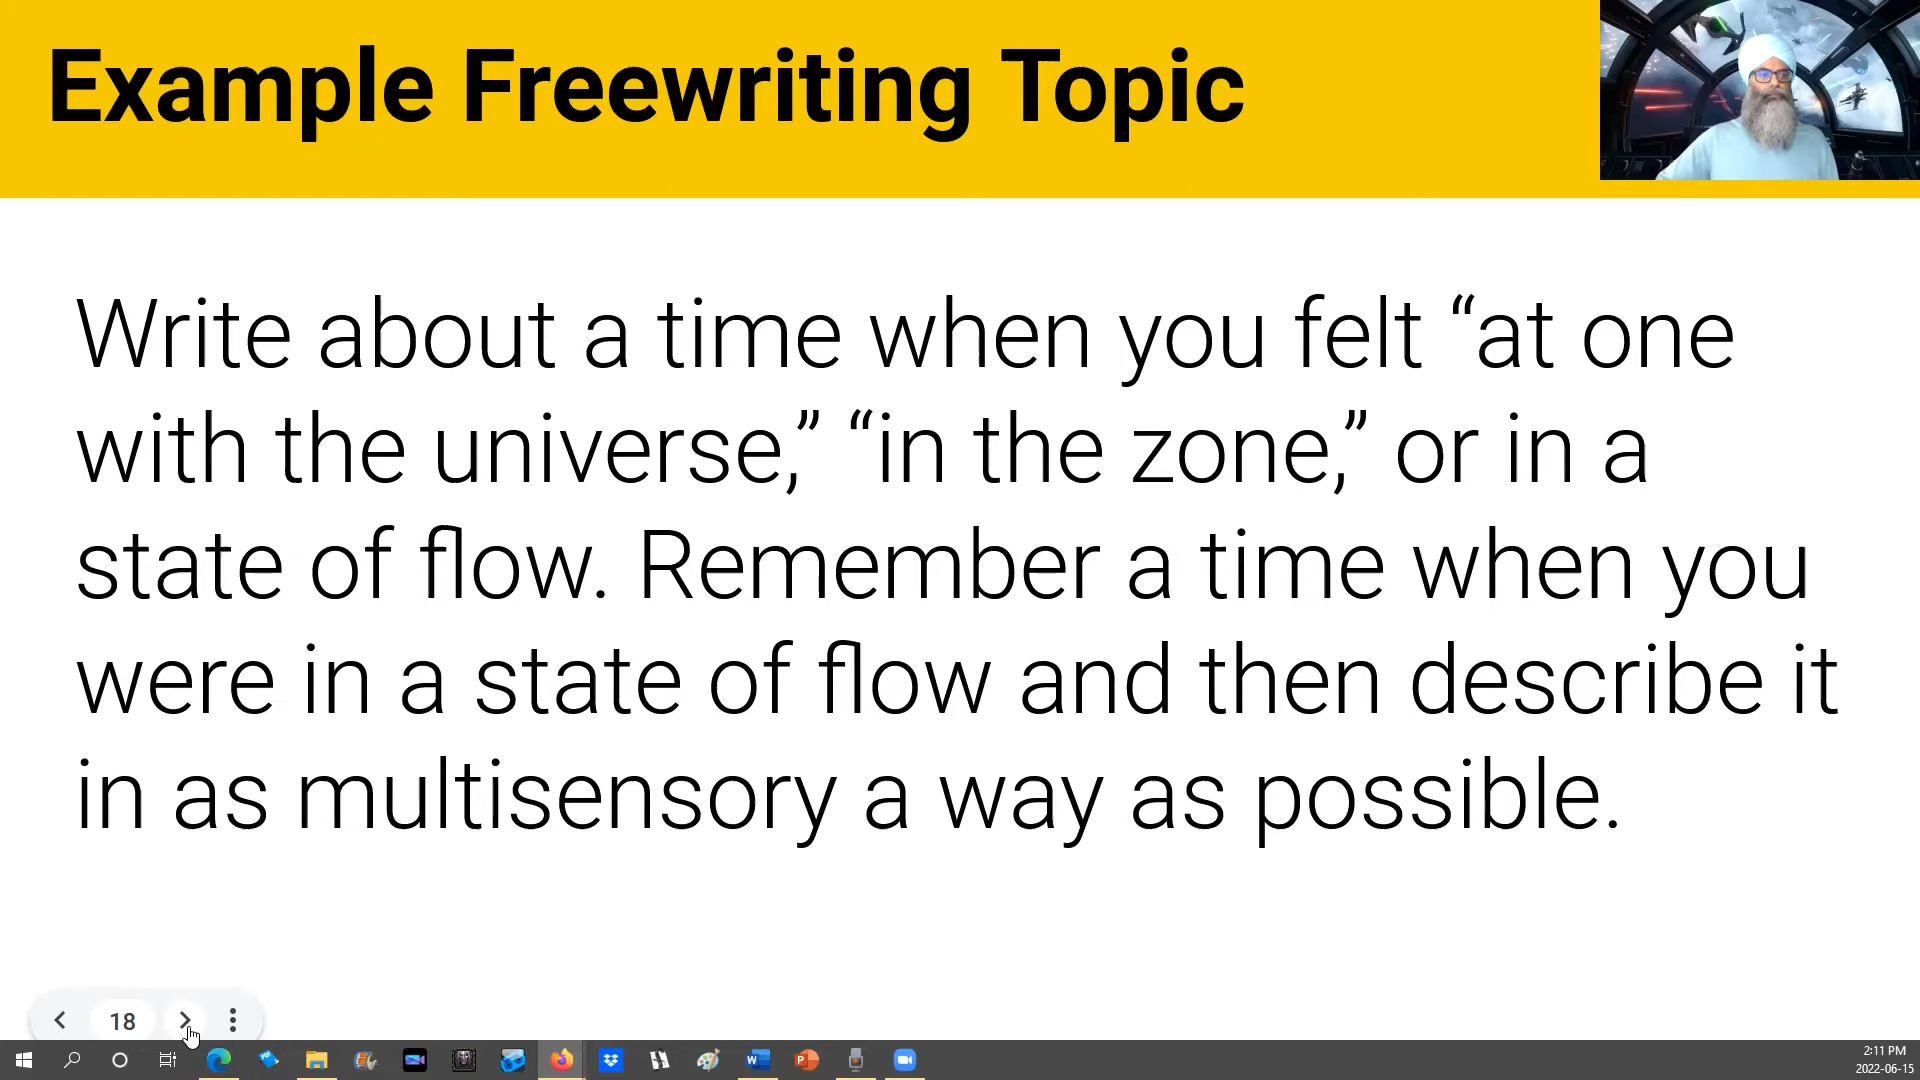 Example Freewriting Topic
Write about a time when you felt “at one
with the universe,” “in the zone,” or in a
state of flow. Remember a time when you
were in a state of flow and then describe it
in as multisensory a way as possible.
18
2:11 PM
2022-06-15